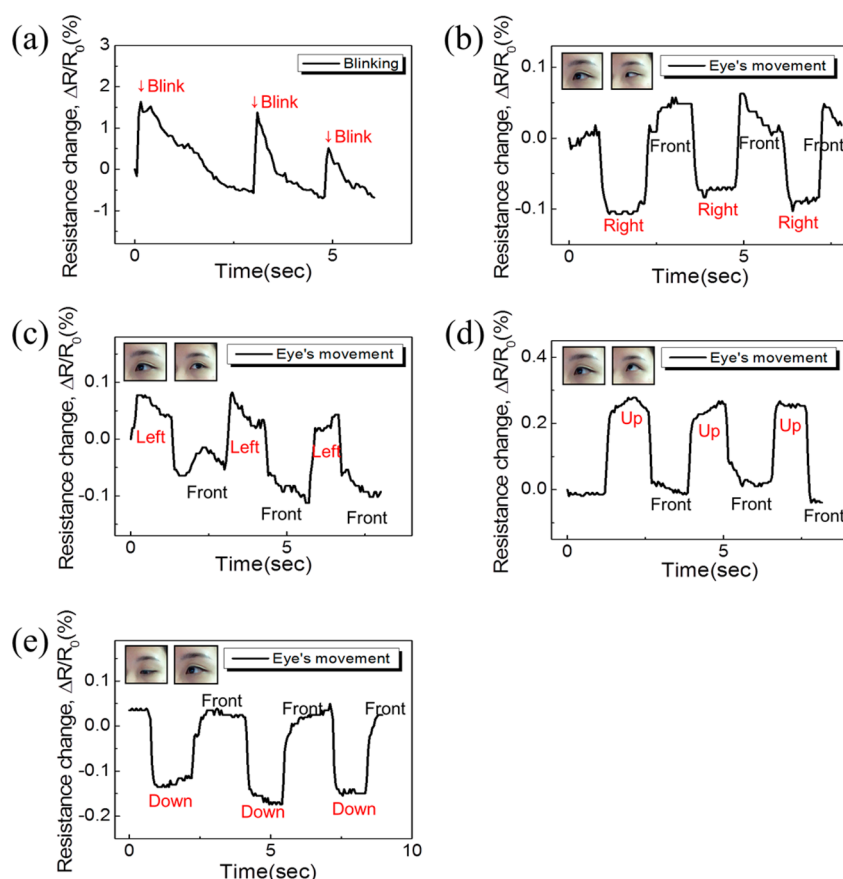 (a)
Resistance change, ΔR/R₀(%)
3
2
1
0
-1
Blinking
↓Blink
↓Blink
↓Blink
0
5
Time(sec)
(b)
Resistance change, ΔR/R₀(%)
0.1
0.0
-0.1
Eye's movement
Front
Front
Front
Right
Right
Right
0
5
Time(sec)
(c)
Resistance change, ΔR/R₀(%)
0.1
0.0
-0.1
Eye's movement
Left
Left
Left
Front
Front
Front
0
5
Time(sec)
(d)
Resistance change, ΔR/R₀(%)
0.4
0.2
0.0
Eye's movement
Up
Up
Up
Front
Front
Front
0
5
Time(sec)
(e)
Resistance change, ΔR/R₀(%)
0.1
0.0
-0.1
-0.2
Eye's movement
Front
Front
Front
Down
Down
Down
0
5
10
Time(sec)